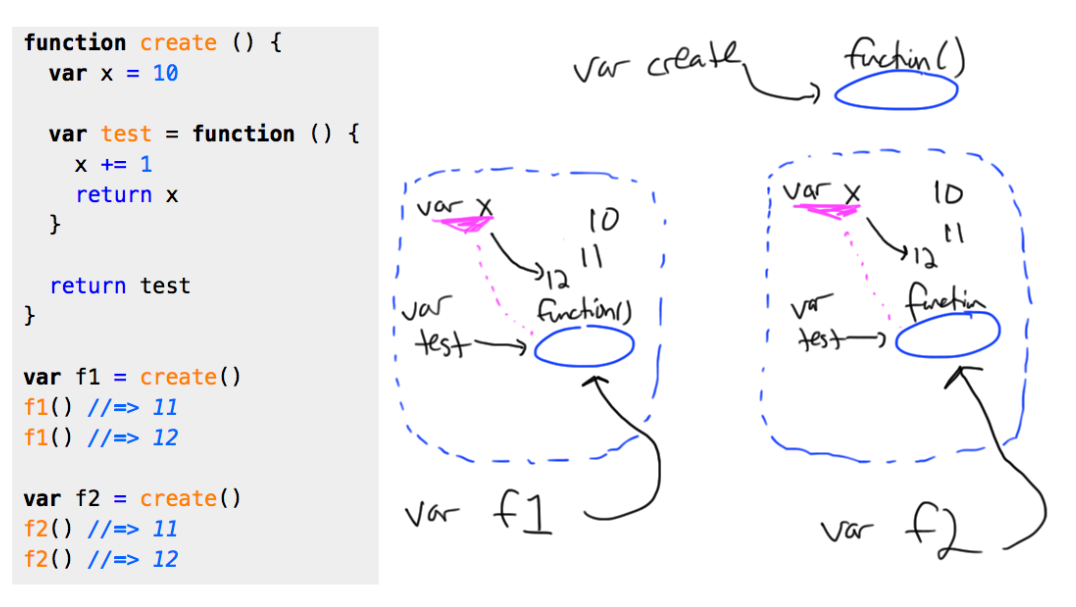 function create () {
var x = 10
var test = function () {
x += 1
return x
}
return test
}
var f1 = create()
f1() //=> 11
f1() //=> 12
var f2 = create()
f2() //=> 11
f2() //=> 12
var create
function()
var x
10
11
12
var
test
function()
var f1
var x
10
11
12
var
test
function
var f2